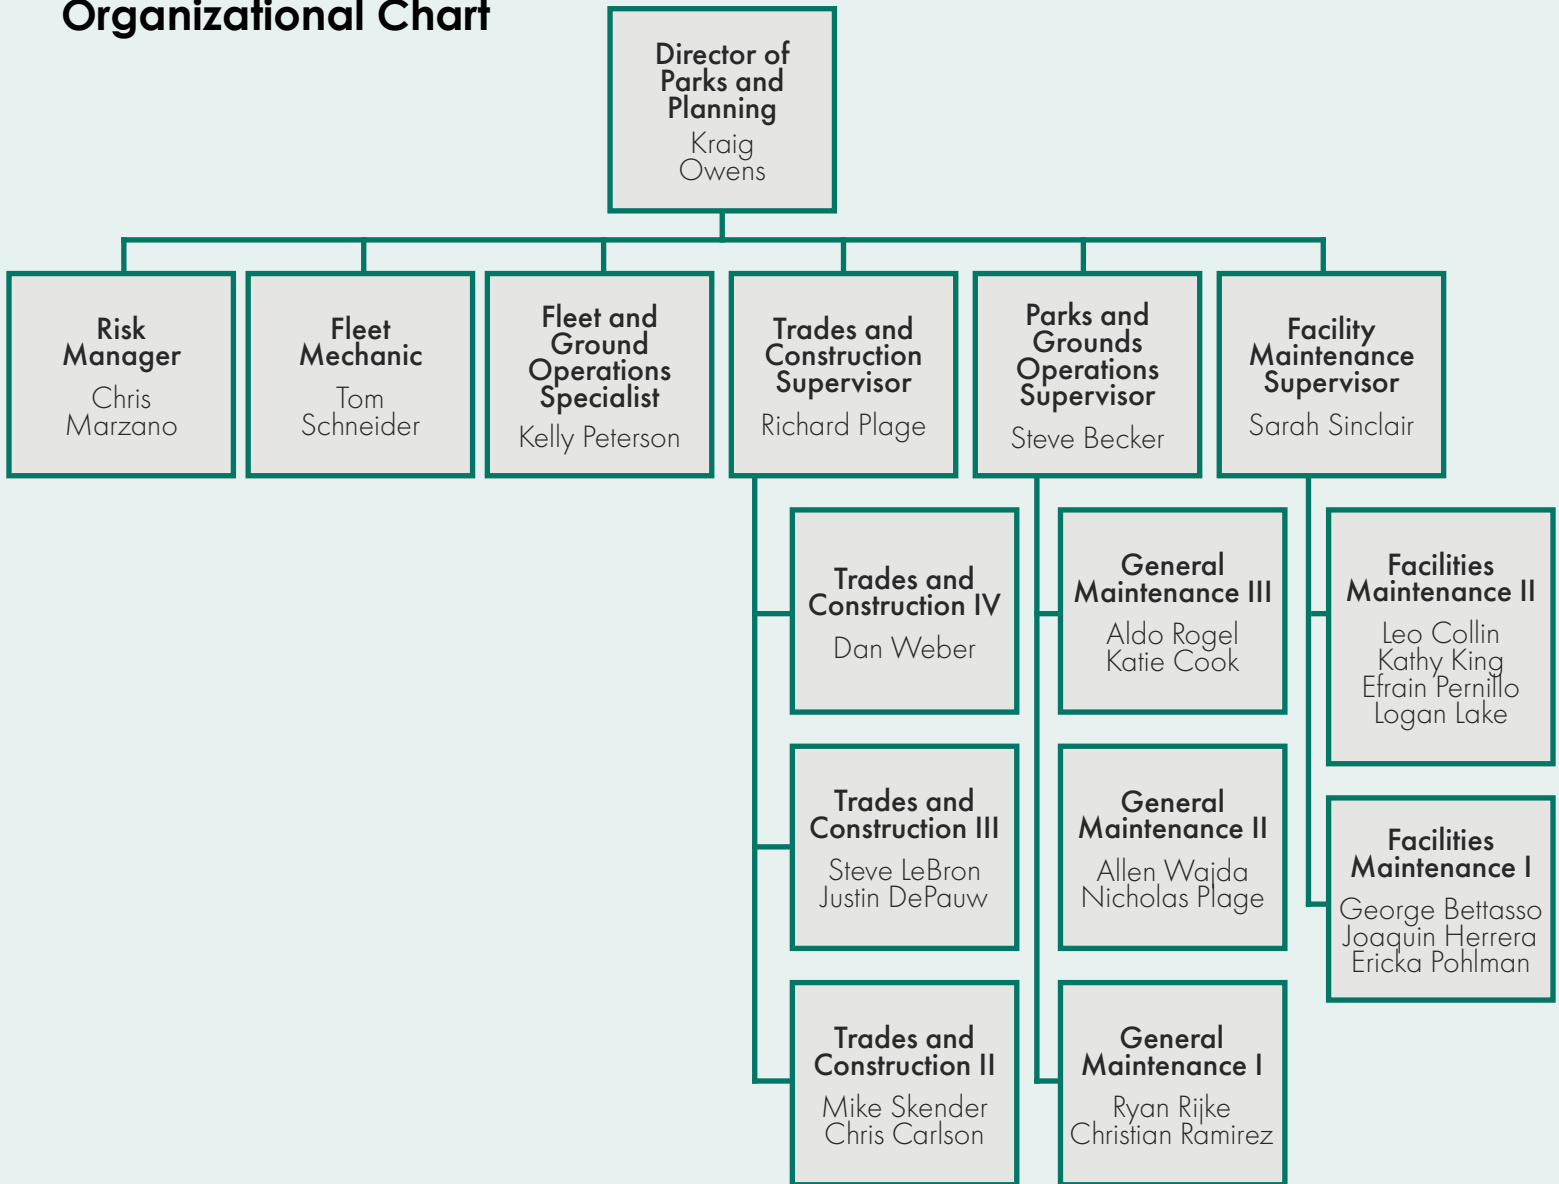 Organizational Chart
Director of
Parks and
Planning
Kraig
Owens
Risk
Manager
Chris
Marzano
Fleet
Mechanic
Tom
Schneider
Fleet and
Ground
Operations
Specialist
Kelly Peterson
Trades and
Construction
Supervisor
Richard Plage
Parks and
Grounds
Operations
Supervisor
Steve Becker
Facility
Maintenance
Supervisor
Sarah Sinclair
Trades and
Construction IV
Dan Weber
Trades and
Construction III
Steve LeBron
Justin DePauw
Trades and
Construction II
Mike Skender
Chris Carlson
General
Maintenance III
Aldo Rogel
Katie Cook
General
Maintenance II
Allen Wajda
Nicholas Plage
General
Maintenance I
Ryan Rijke
Christian Ramirez
Facilities
Maintenance II
Leo Collin
Kathy King
Efrain Pernillo
Logan Lake
Facilities
Maintenance I
George Bettasso
Joaquin Herrera
Ericka Pohlman